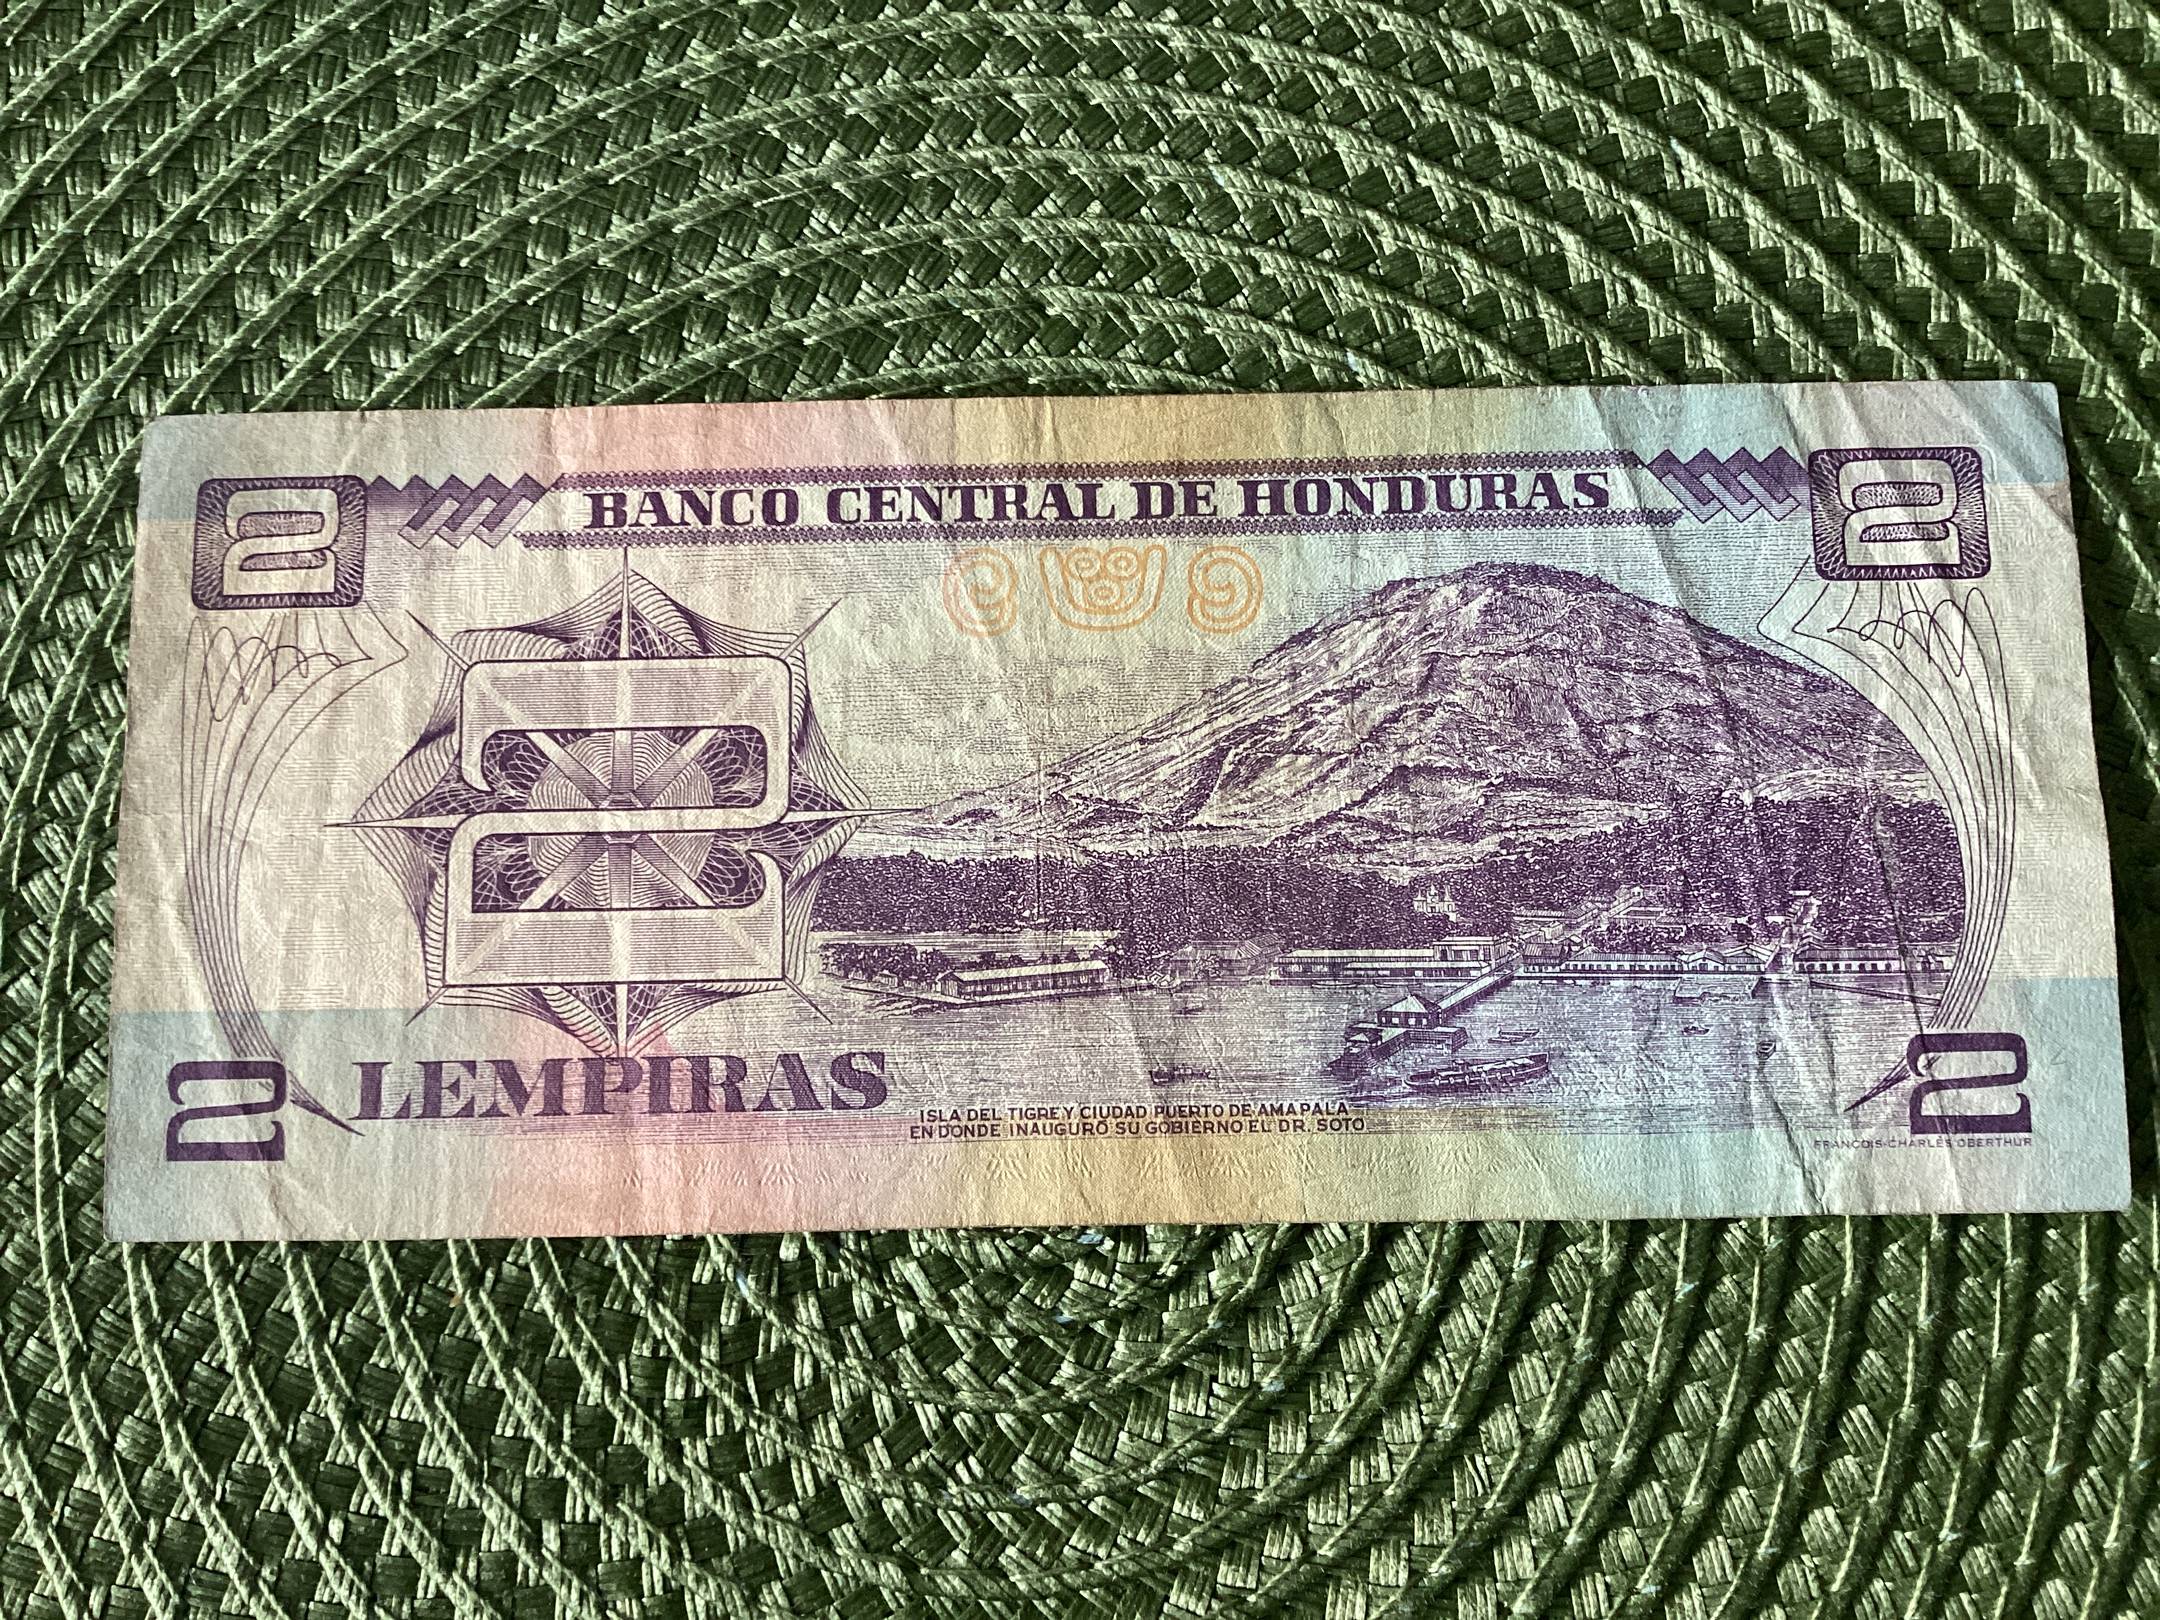 2 BANCO CENTRAL DE HONDURAS 2
2
2 LEMPIRAS
ISLA DEL TIGRE Y CIUDAD PUERTO DE AMAPALA
EN DONDE INAUGURÓ SU GOBIERNO EL DR. SOTO
2
FRANCOIS-CHARLES OBERTHUR